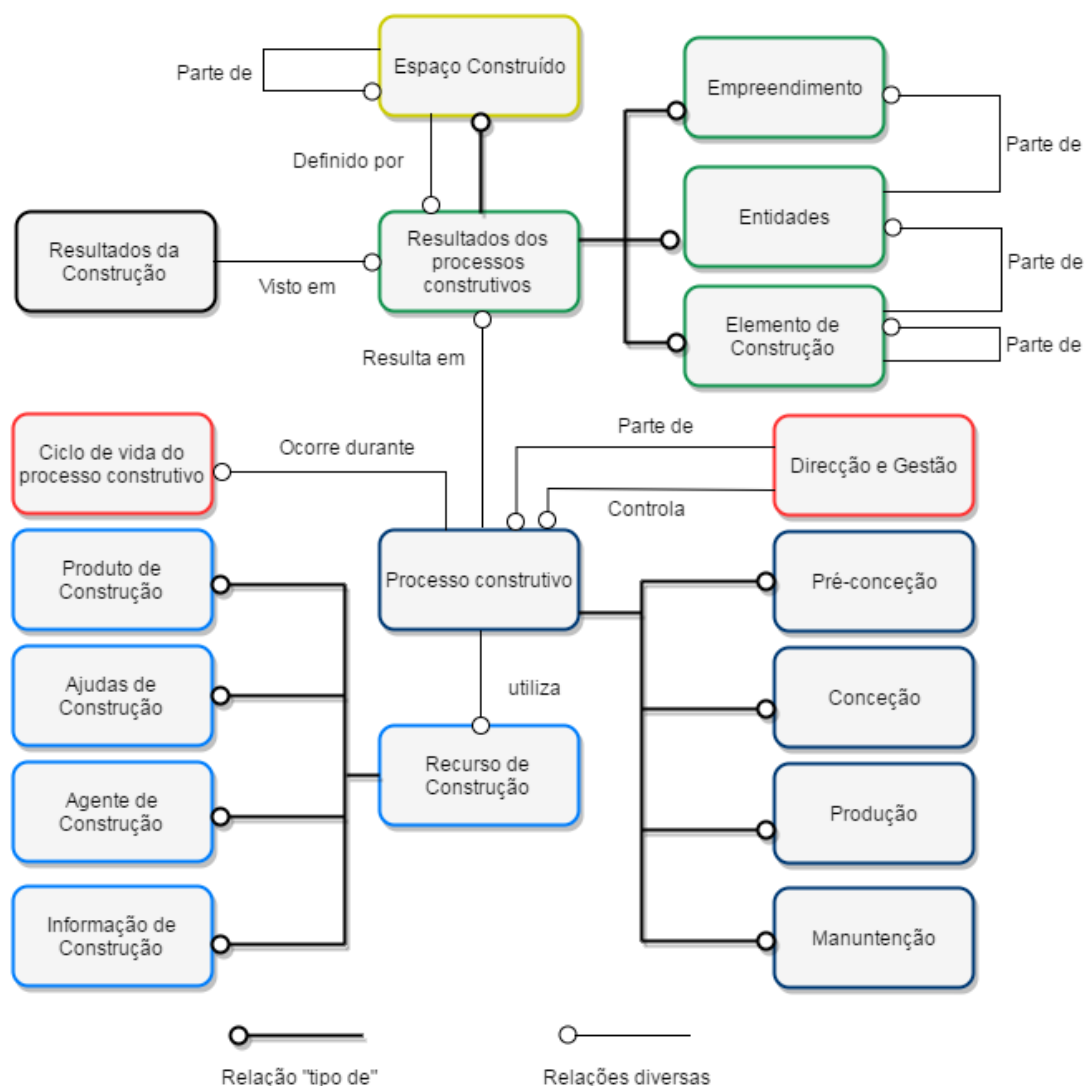 Espaço Construído
Parte de
Empreendimento
Parte de
Definido por
Entidades
Resultados da
Construção
Resultados dos
processos
construtivos
Visto em
Parte de
Elemento de
Construção
Parte de
Resulta em
Ciclo de vida do
processo construtivo
Ocorre durante
Parte de
Direcção e Gestão
Controla
Produto de
Construção
Processo construtivo
Pré-conceção
Ajudas de
Construção
utiliza
Conceção
Recurso de
Construção
Agente de
Construção
Produção
Informação de
Construção
Manuntenção
Relação "tipo de"
Relações diversas